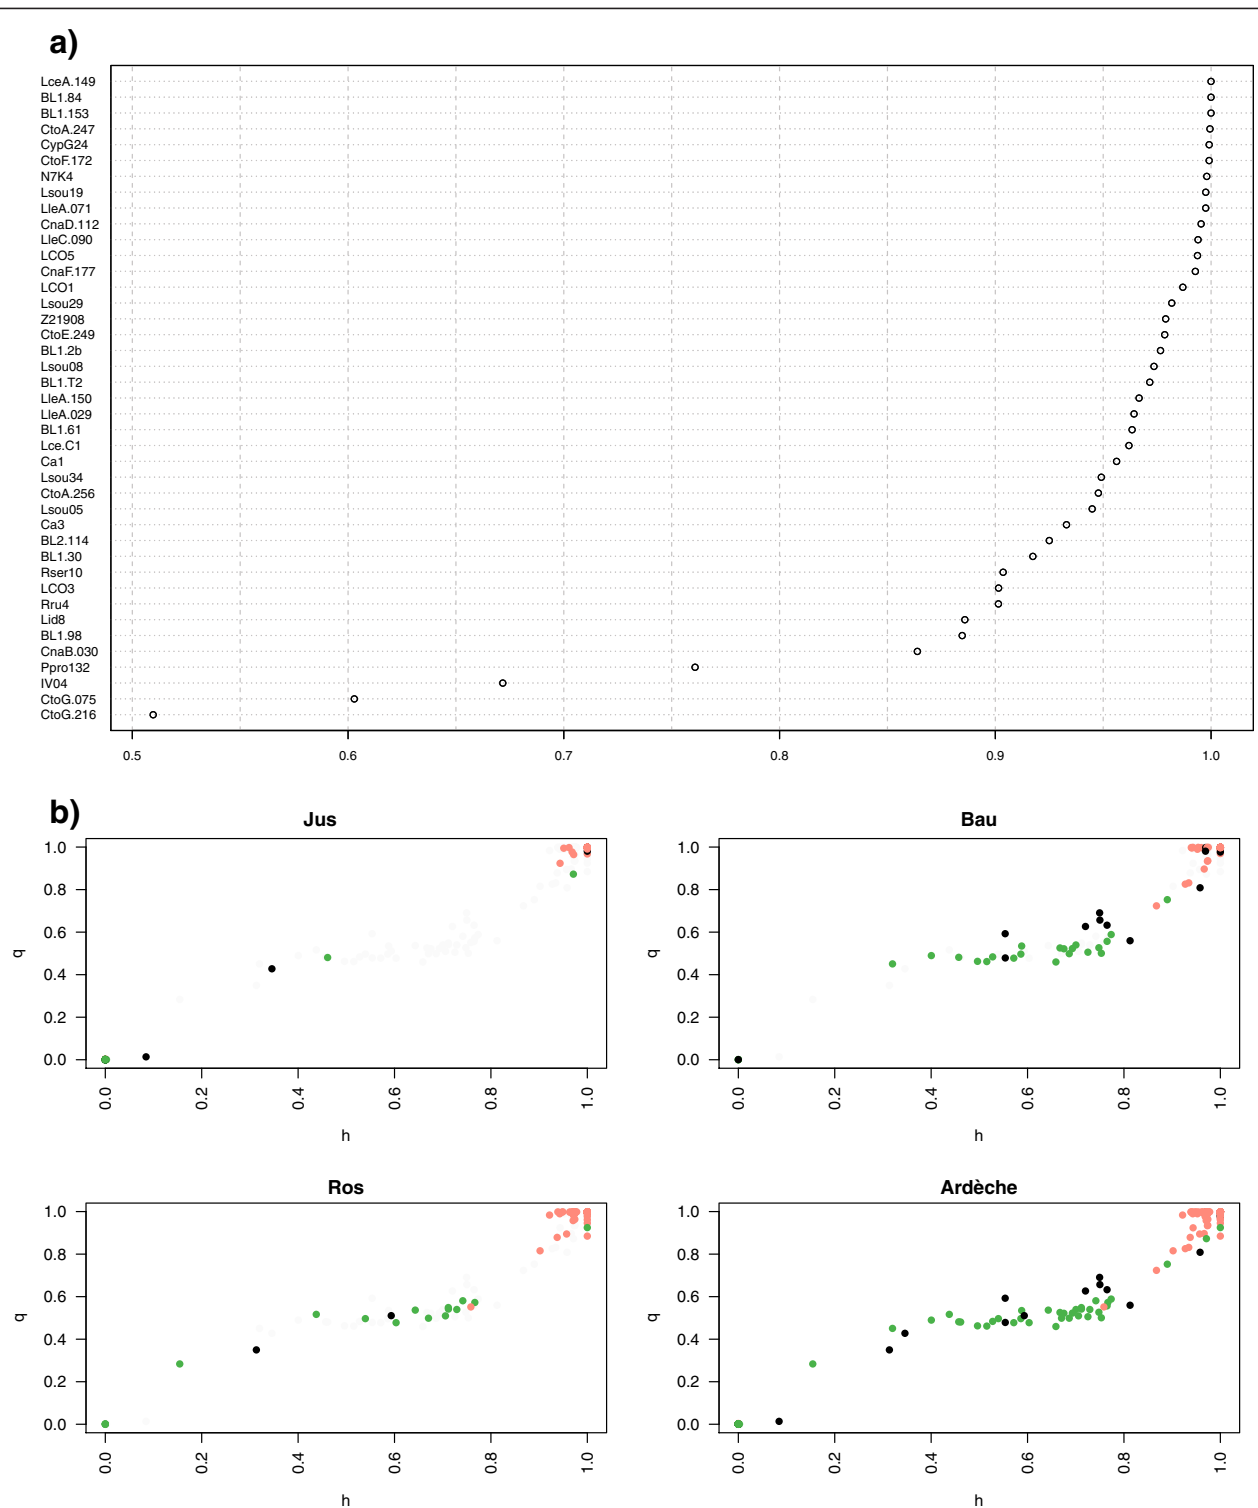 a)
LceA.149
BL1.84
BL1.153
CtoA.247
CypG24
CtoF.172
N7K4
Lsou19
LleA.071
CnaD.112
LleC.090
LCO5
CnaF.177
LCO1
Lsou29
Z21908
CtoE.249
BL1.2b
Lsou08
BL1.T2
LleA.150
LleA.029
BL1.61
Lce.C1
Ca1
Lsou34
CtoA.256
Lsou05
Ca3
BL2.114
BL1.30
Rser10
LCO3
Rru4
Lid8
BL1.98
CnaB.030
Ppro132
IV04
CtoG.075
CtoG.216
0.5 0.6 0.7 0.8 0.9 1.0
b)
Jus
q
1.0
0.8
0.6
0.4
0.2
0.0
0.0 0.2 0.4 0.6 0.8 1.0
h
Bau
q
1.0
0.8
0.6
0.4
0.2
0.0
0.0 0.2 0.4 0.6 0.8 1.0
h
Ros
q
1.0
0.8
0.6
0.4
0.2
0.0
0.0 0.2 0.4 0.6 0.8 1.0
h
Ardèche
q
1.0
0.8
0.6
0.4
0.2
0.0
0.0 0.2 0.4 0.6 0.8 1.0
h